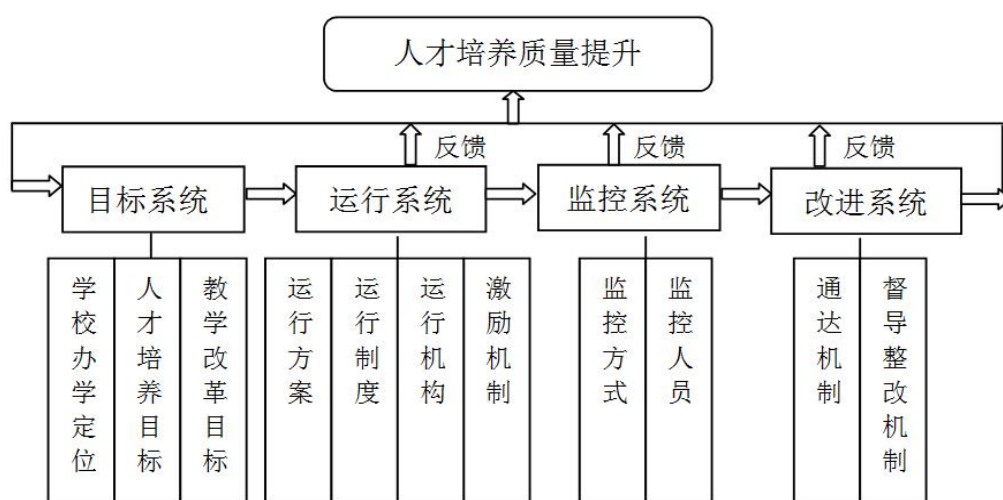 人才培养质量提升
反馈
反馈
反馈
目标系统
运行系统
监控系统
改进系统
学校办学定位
人才培养目标
教学改革目标
运行方案
运行制度
运行机构
激励机制
监控方式
监控人员
通达机制
督导整改机制